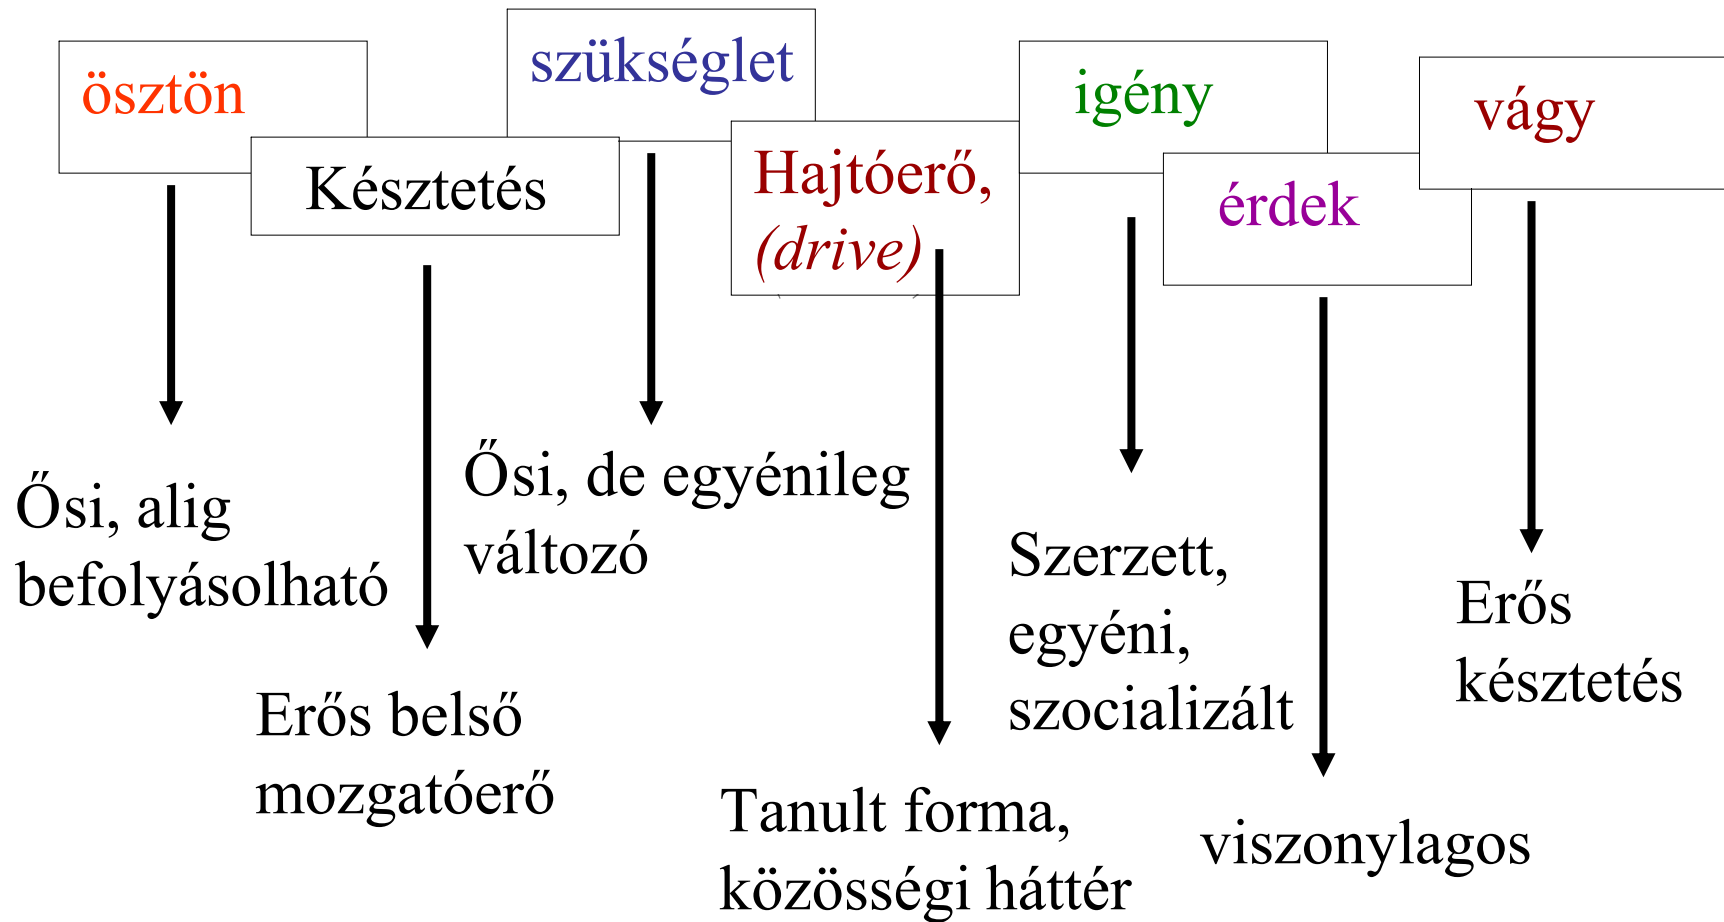 ösztön
Késztetés
szükséglet
Hajtóerő,
(drive)
igény
érdek
vágy
Ősi, alig
befolyásolható
Erős belső
mozgatóerő
Ősi, de egyénileg
változó
Tanult forma,
közösségi háttér
Szerzett,
egyéni,
szocializált
viszonylagos
Erős
késztetés